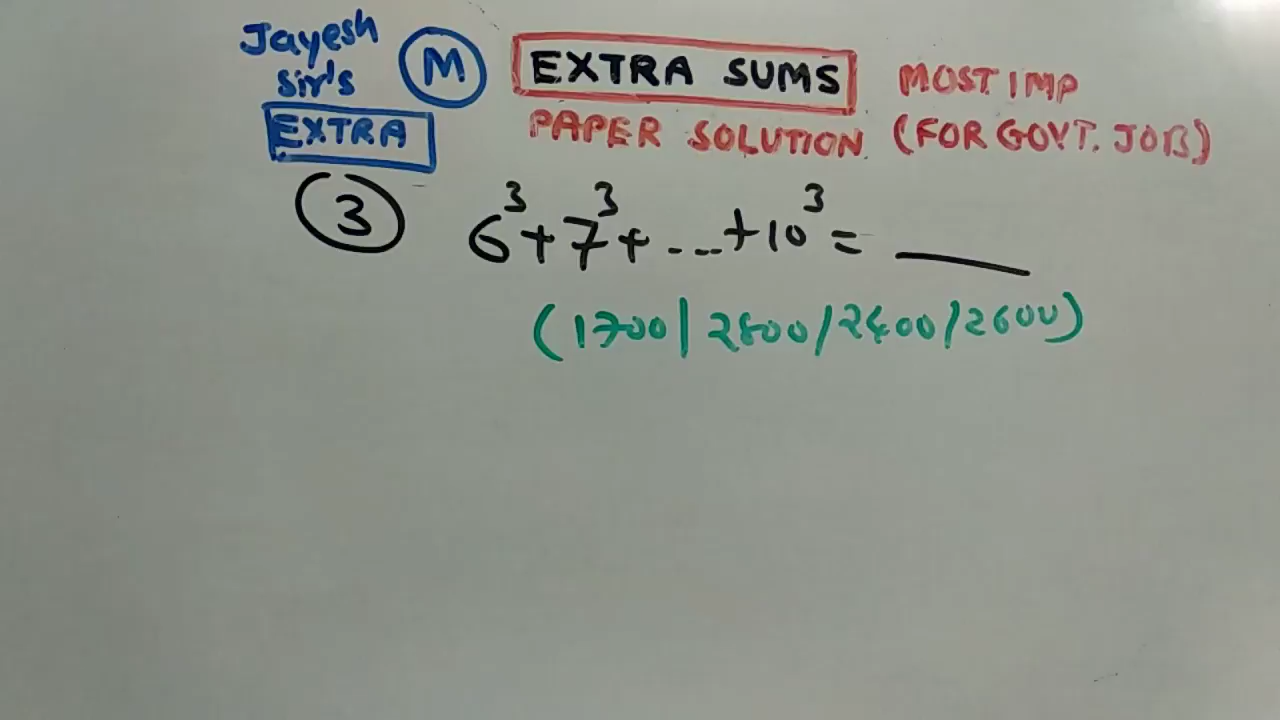 Jayesh Sir's EXTRA
M
EXTRA SUMS MOST IMP
PAPER SOLUTION (FOR GOVT. JOB)
3 6³+7³+ ... +10³ = ____
(1700|2800/2400/2600)